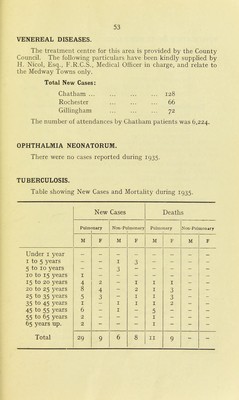 53
VENEREAL DISEASES.
The treatment centre for this area is provided by the County
Council. The following particulars have been kindly supplied by
H. Nicol, Esq., F.R.C.S., Medical Officer in charge, and relate to
the Medway Towns only.
Total New Cases:
Chatham ... ... ... ... 128
Rochester ... ... ... 66
Gillingham ... ... ... 72
The number of attendances by Chatham patients was 6,224.
OPHTHALMIA NEONATORUM.
There were no cases reported during 1935.
TUBERCULOSIS.
Table showing New Cases and Mortality during 1935.
New Cases Deaths
Pulmonary Non-Pulmonary Pulmonary Non-Pulmonary
M F M F M F M F
Under 1 year - - - - - - - -
1 to 5 years - - 1 3 - - - -
5 to 10 years - - 3 - - - - -
10 to 15 years 1 - - - - - - -
15 to 20 years 4 2 - 1 1 1 - -
20 to 25 years 8 4 - 2 1 3 - -
25 to 35 years 5 3 - 1 1 3 - -
35 to 45 years 1 - 1 1 1 2 - -
45 to 55 years 6 - 1 - 5 - - -
55 to 65 years 2 - - - 1 - - -
65 years up. 2 - - - 1 - - -
Total 29 9 6 8 11 9 - -